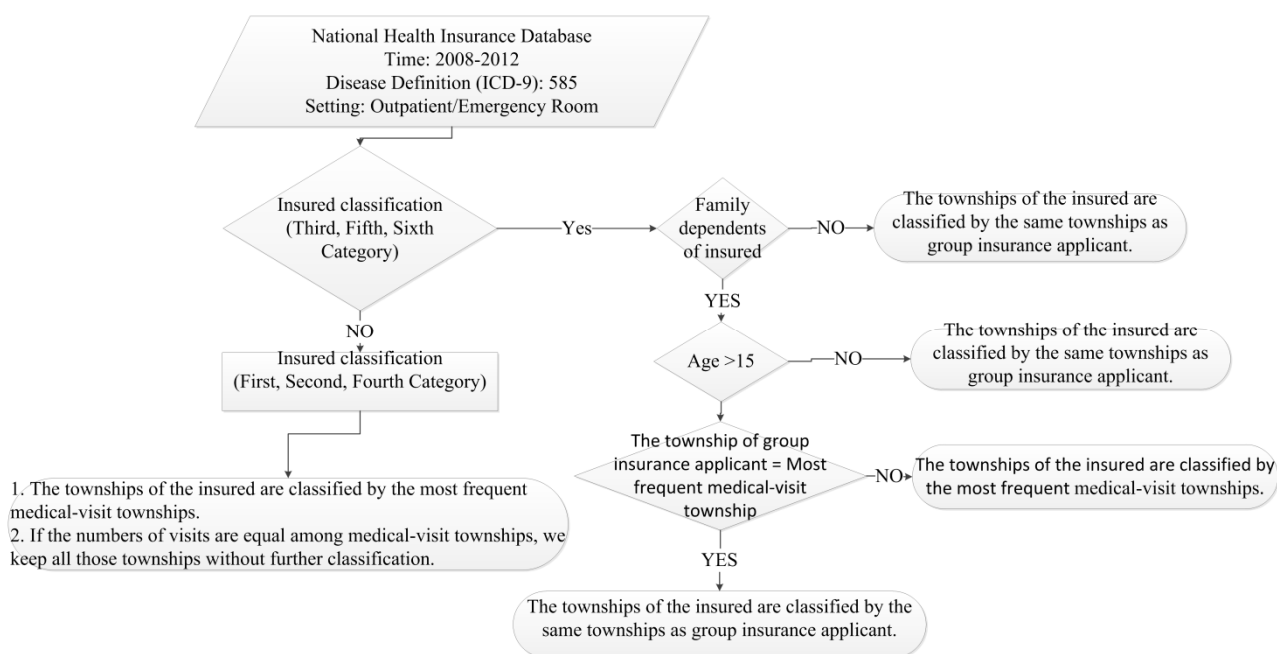 National Health Insurance Database
Time: 2008-2012
Disease Definition (ICD-9): 585
Setting: Outpatient/Emergency Room
Insured classification
(Third, Fifth, Sixth
Category)
Yes
Family
dependents
of insured
NO
The townships of the insured are
classified by the same townships as
group insurance applicant.
YES
NO
Insured classification
(First, Second, Fourth Category)
Age >15
NO
The townships of the insured are
classified by the same townships as
group insurance applicant.
The township of group
insurance applicant = Most
frequent medical-visit
township
NO
The townships of the insured are classified by
the most frequent medical-visit townships.
1. The townships of the insured are classified by the most frequent
medical-visit townships.
2. If the numbers of visits are equal among medical-visit townships, we
keep all those townships without further classification.
YES
The townships of the insured are classified by the
same townships as group insurance applicant.